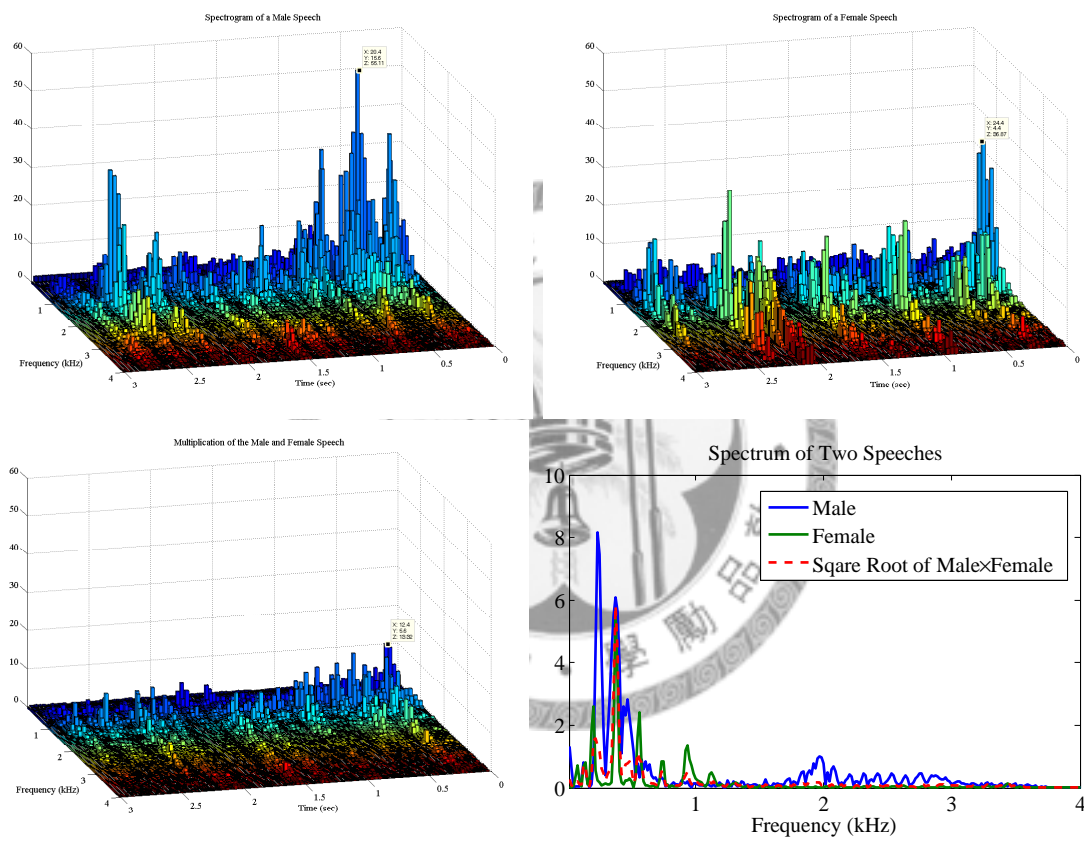 Spectrogram of a Male Speech
60
50
40
30
20
10
0
X: 20.4
Y: 15.6
Z: 55.11
1
2
3
4
Frequency (kHz)
3
2.5
2
1.5
1
0.5
0
Time (sec)
Spectrogram of a Female Speech
60
50
40
30
20
10
0
X: 24.4
Y: 4.4
Z: 36.67
1
2
3
4
Frequency (kHz)
3
2.5
2
1.5
1
0.5
0
Time (sec)
Multiplication of the Male and Female Speech
60
50
40
30
20
10
0
X: 12.4
Y: 5.6
Z: 13.32
1
2
3
4
Frequency (kHz)
3
2.5
2
1.5
1
0.5
0
Time (sec)
Spectrum of Two Speeches
10
8
6
4
2
0
Male
Female
Sqare Root of Male×Female
1
2
3
4
Frequency (kHz)
學勵品